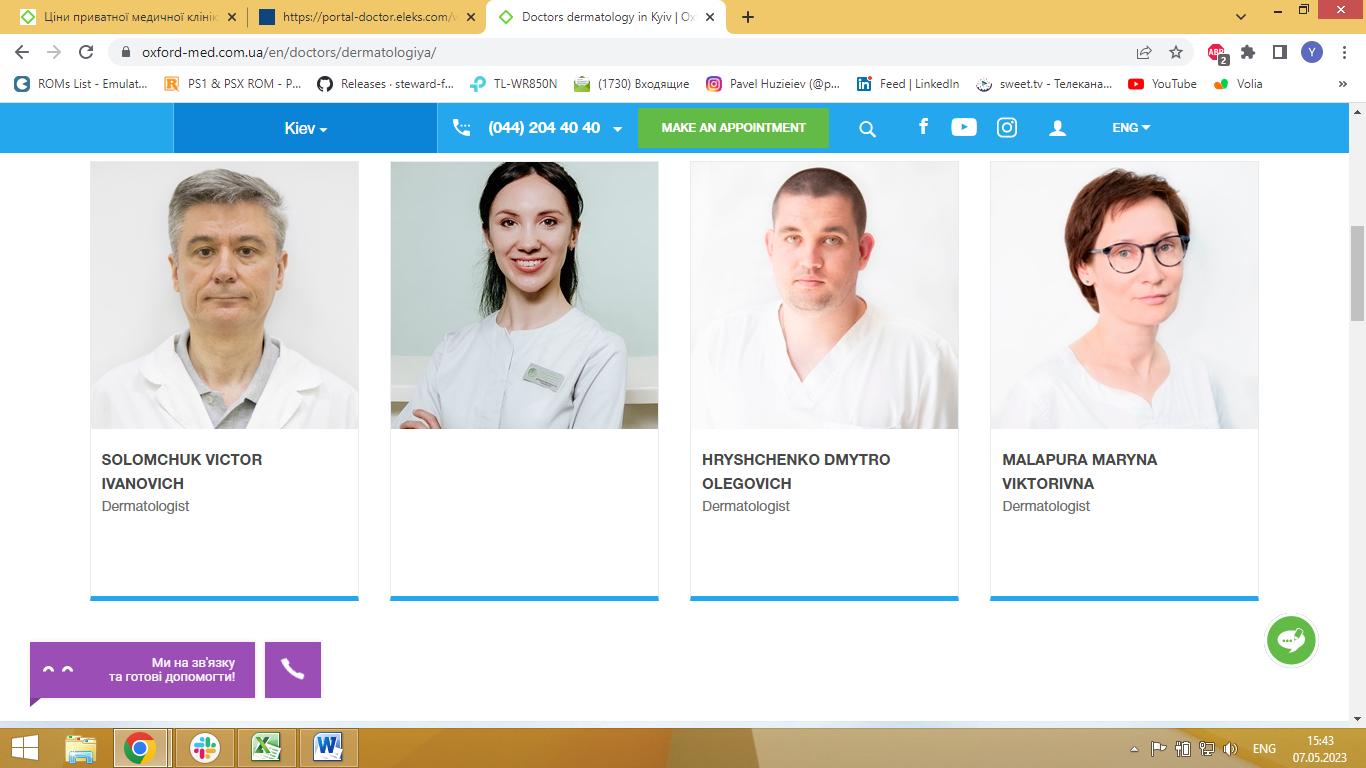 Ціни приватної медичної клінік
https://portal-doctor.eleks.com/
Doctors dermatology in Kyiv | Ox
oxford-med.com.ua/en/doctors/dermatologiya/
ABP
2
Y
ROMs List - Emulat...
PS1 & PSX ROM - P...
Releases · steward-f...
TL-WR850N
(1730) Входящие
Pavel Huzieiev (@p...
Feed | LinkedIn
sweet.tv - Телекана...
YouTube
Volia
»
Kiev
(044) 204 40 40
MAKE AN APPOINTMENT
ENG
SOLOMCHUK VICTOR
IVANOVICH
Dermatologist
HRYSHCHENKO DMYTRO
OLEGOVICH
Dermatologist
MALAPURA MARYNA
VIKTORIVNA
Dermatologist
Ми на зв'язку
та готові допомогти!
ENG
15:43
07.05.2023